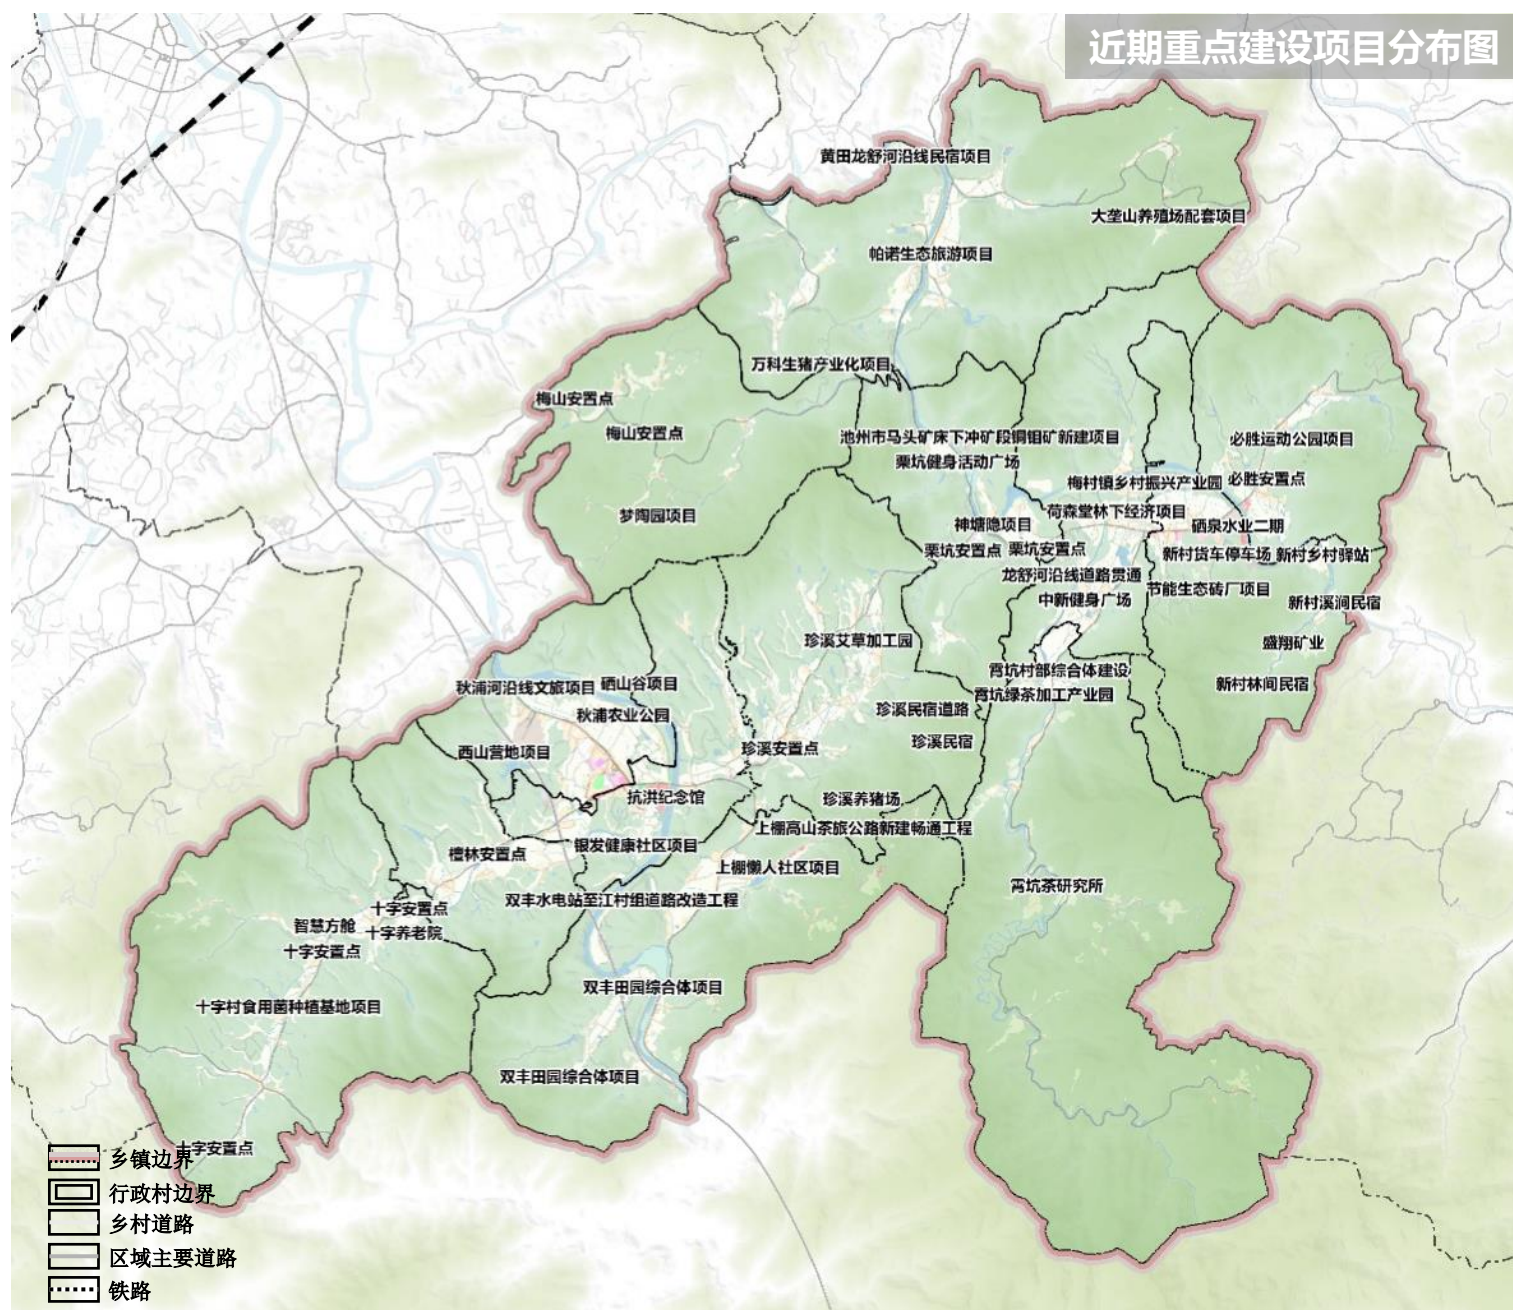 近期重点建设项目分布图
黄田龙舒河沿线民宿项目
大垄山养殖场配套项目
帕诺生态旅游项目
万科生猪产业化项目
梅山安置点
梅山安置点
池州市马头矿床下冲矿段铜钼矿新建项目
必胜运动公园项目
栗坑健身活动广场
梅村镇乡村振兴产业园
必胜安置点
梦陶园项目
荷森堂林下经济项目
神塘隐项目
硒泉水业二期
栗坑安置点
栗坑安置点
新村货车停车场
新村乡村驿站
龙舒河沿线道路贯通
节能生态砖厂项目
中新健身广场
新村溪涧民宿
珍溪艾草加工园
盛翔矿业
霄坑村部综合体建设
秋浦河沿线文旅项目
硒山谷项目
新村林间民宿
霄坑绿茶加工产业园
秋浦农业公园
珍溪民宿道路
珍溪民宿
西山营地项目
珍溪安置点
抗洪纪念馆
珍溪养猪场
上棚高山茶旅公路新建畅通工程
银发健康社区项目
檀林安置点
上棚懒人社区项目
霄坑茶研究所
双丰水电站至江村组道路改造工程
十字安置点
智慧方舱
十字养老院
十字安置点
双丰田园综合体项目
十字村食用菌种植基地项目
双丰田园综合体项目
十字安置点
乡镇边界
行政村边界
乡村道路
区域主要道路
铁路